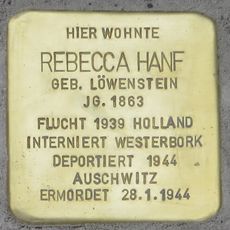 HIER WOHNTE
REBECCA HANF
GEB. LÖWENSTEIN
JG. 1863
FLUCHT 1939 HOLLAND
INTERNIERT WESTERBORK
DEPORTIERT 1944
AUSCHWITZ
ERMORDET 28.1.1944